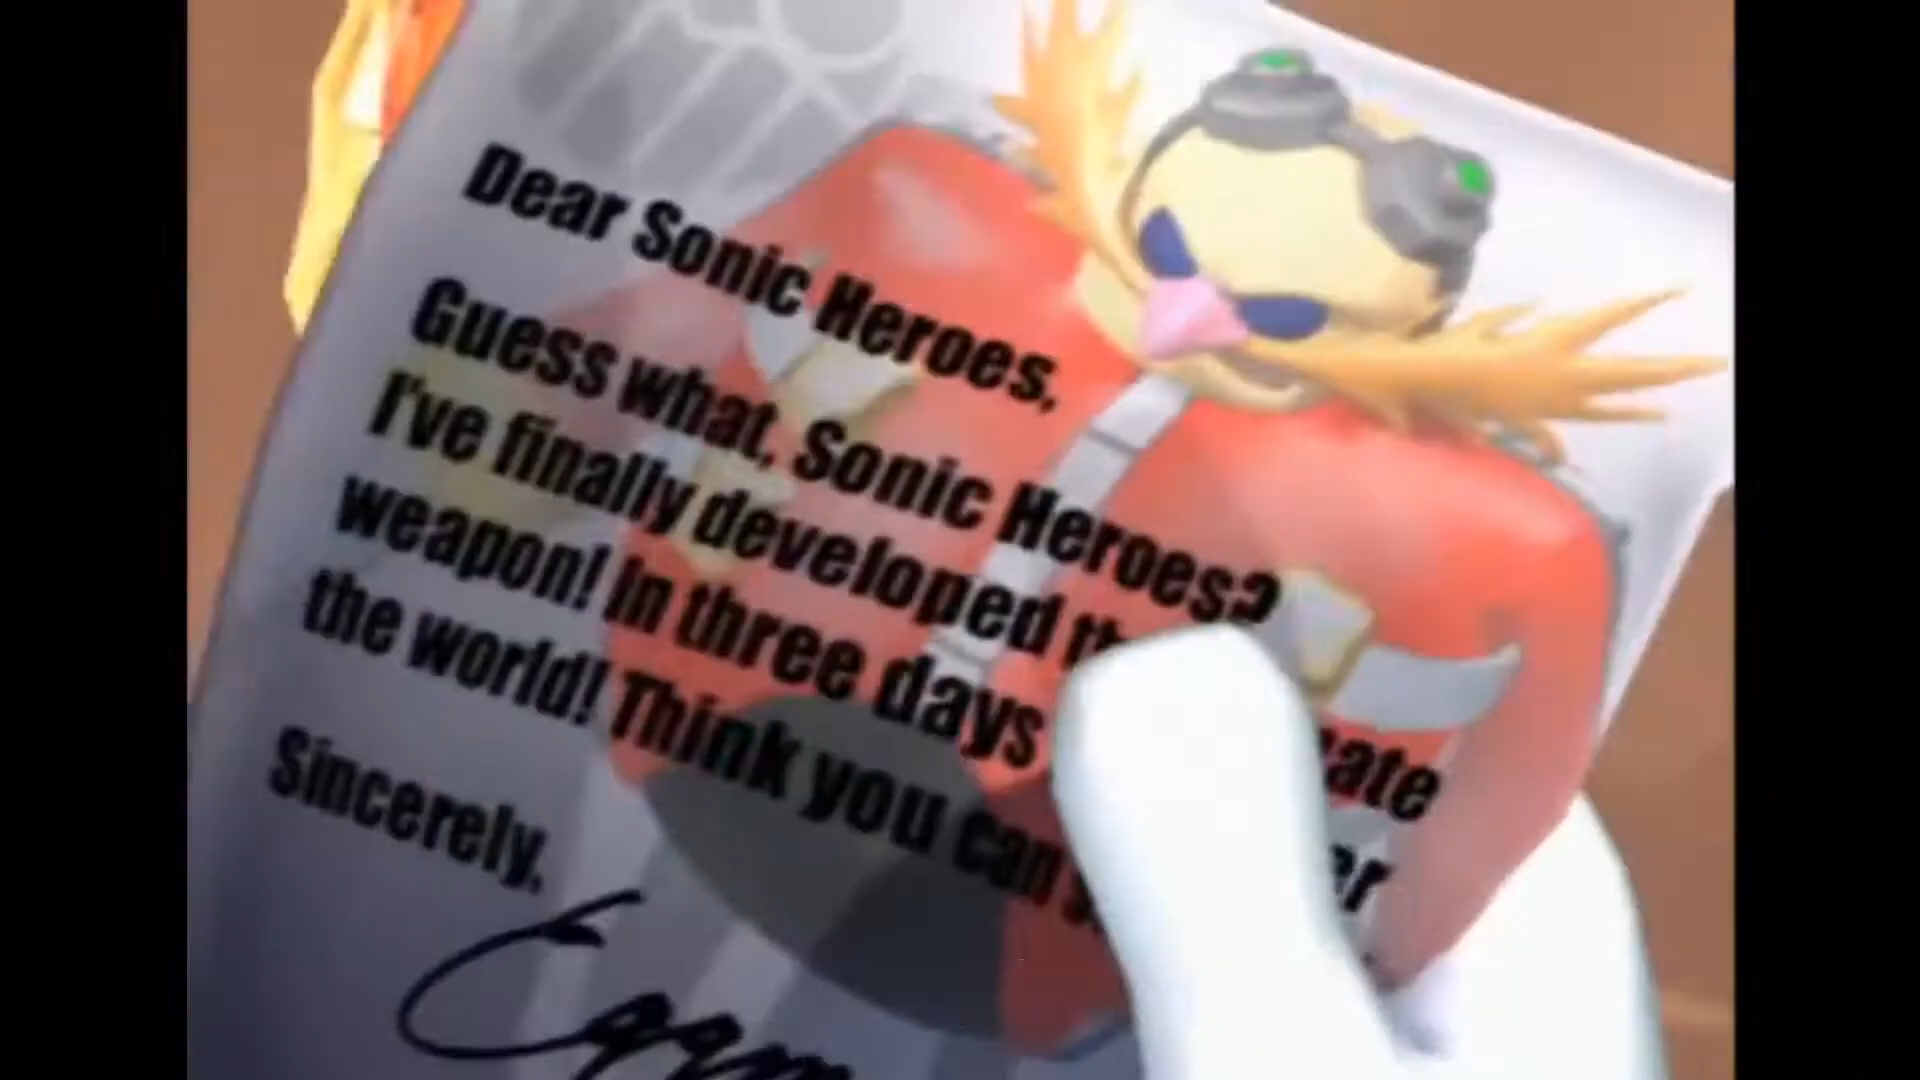 Dear Sonic Heroes,
Guess what, Sonic Heroes?
I've finally developed
weapon! In three days
the world! Think you can
Sincerely,